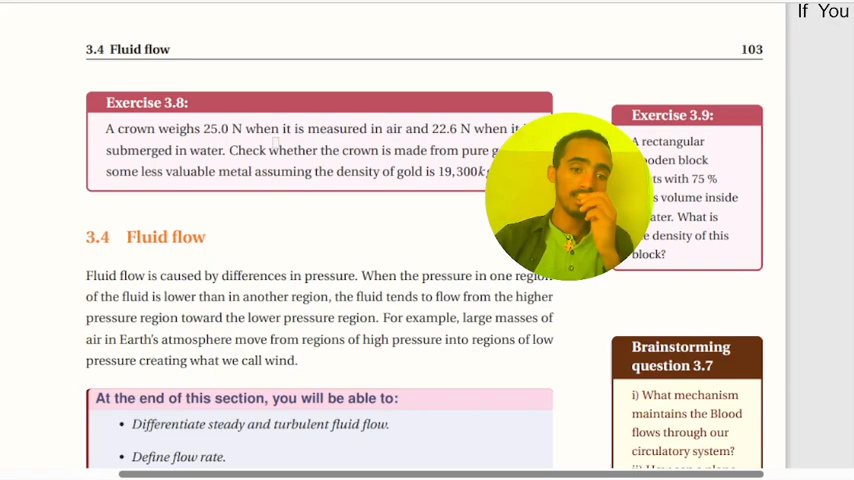 If You
3.4 Fluid flow
103
Exercise 3.8:
A crown weighs 25.0 N when it is measured in air and 22.6 N when it
submerged in water. Check whether the crown is made from pure
some less valuable metal assuming the density of gold is 19,300
Exercise 3.9:
A rectangular
wooden block
with 75 %
volume inside
water. What is
the density of this
block?
3.4 Fluid flow
Fluid flow is caused by differences in pressure. When the pressure in one region
of the fluid is lower than in another region, the fluid tends to flow from the higher
pressure region toward the lower pressure region. For example, large masses of
air in Earth's atmosphere move from regions of high pressure into regions of low
pressure creating what we call wind.
At the end of this section, you will be able to:
• Differentiate steady and turbulent fluid flow.
• Define flow rate.
Brainstorming
question 3.7
i) What mechanism
maintains the Blood
flows through our
circulatory system?